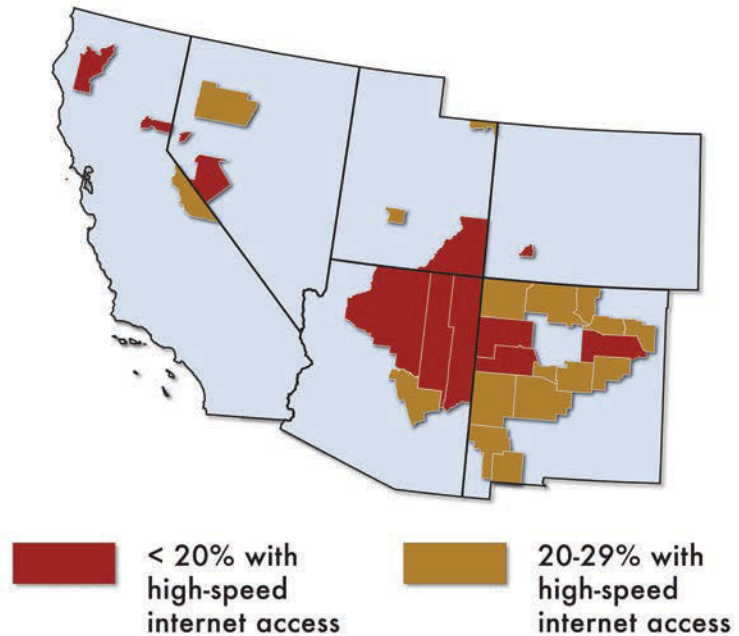 < 20% with
high-speed
internet access
20-29% with
high-speed
internet access